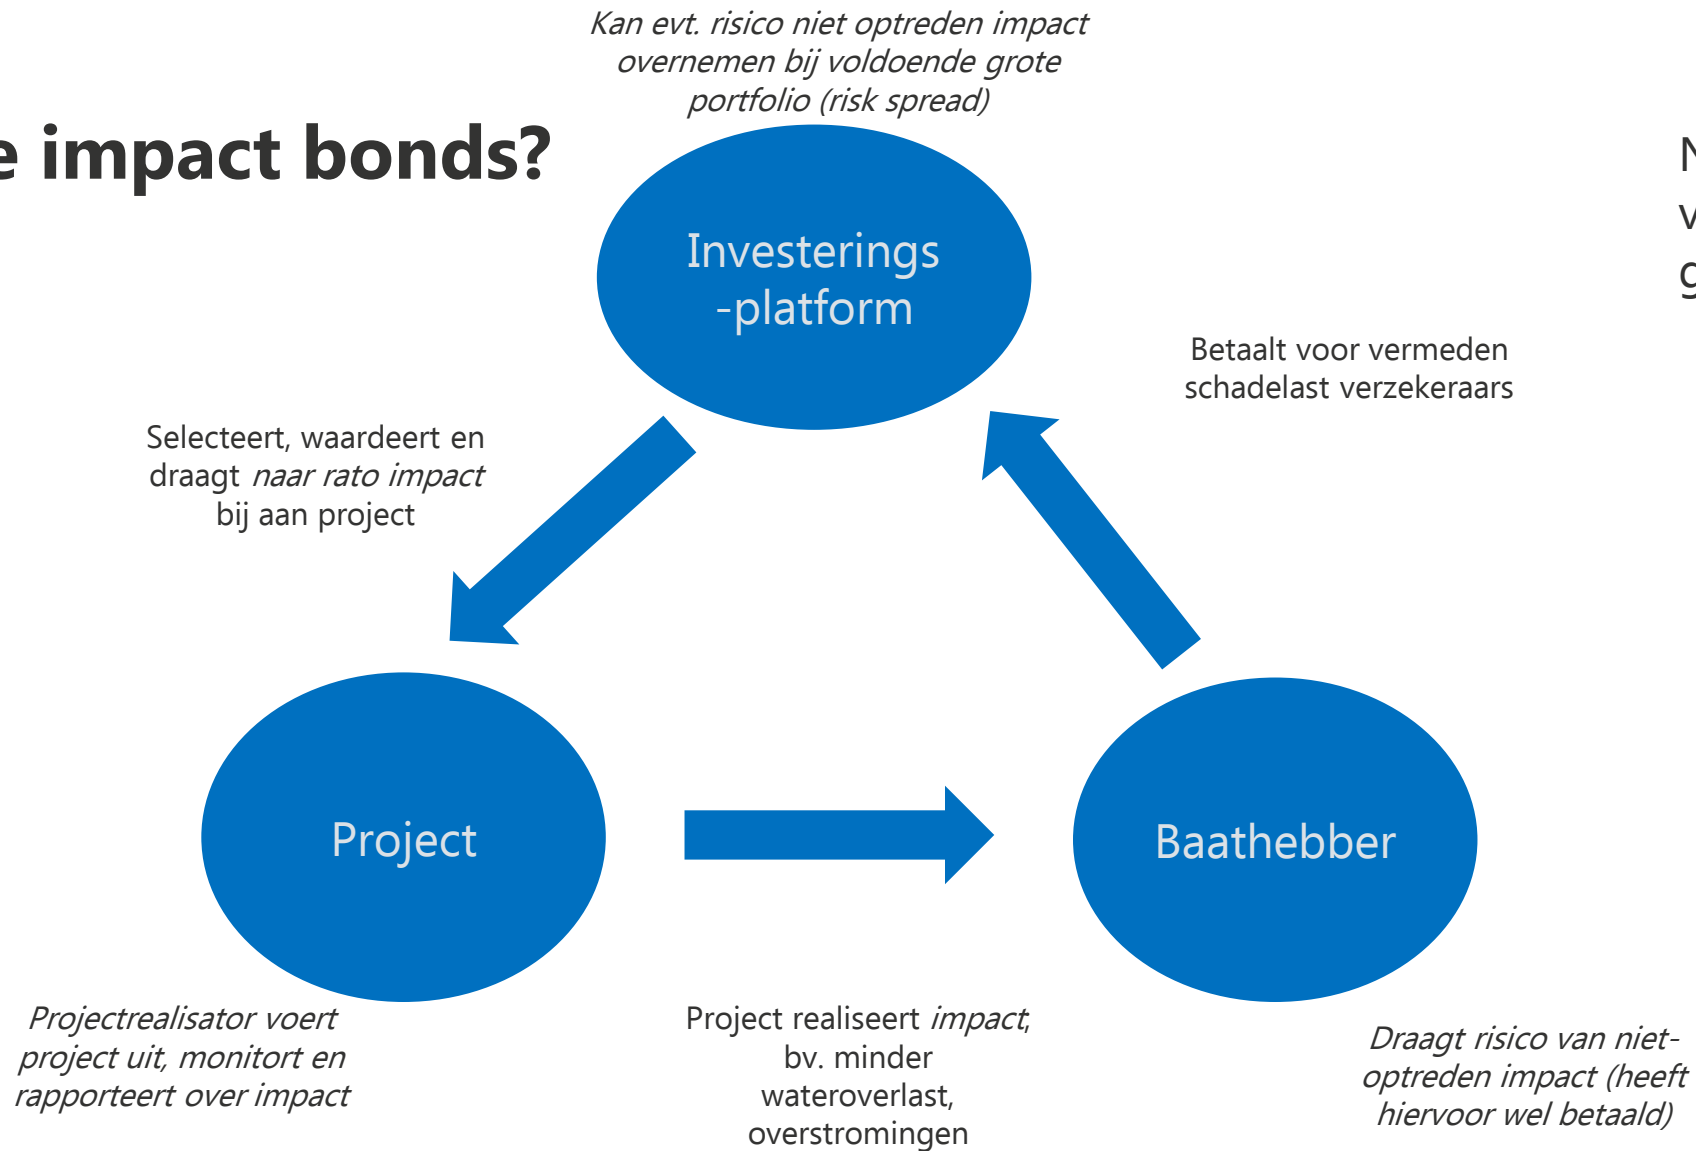 Kan evt. risico niet optreden impact
overnemen bij voldoende grote
portfolio (risk spread)
e impact bonds?
Investerings
-platform
Betaalt voor vermeden
schadelast verzekeraars
Selecteert, waardeert en
draagt naar rato impact
bij aan project
Project
Baathebber
Projectrealisator voert
project uit, monitort en
rapporteert over impact
Project realiseert impact,
bv. minder
wateroverlast,
overstromingen
Draagt risico van niet-
optreden impact (heeft
hiervoor wel betaald)